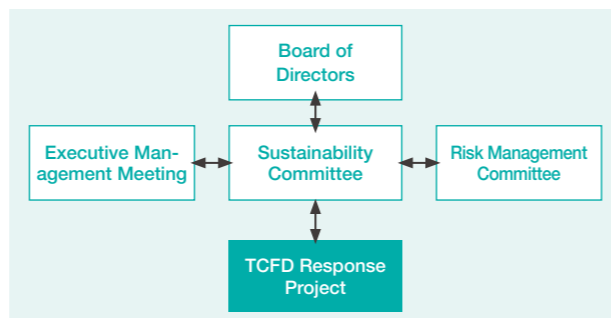 Board of
Directors
Executive Man-
agement Meeting
Sustainability
Committee
Risk Management
Committee
TCFD Response
Project